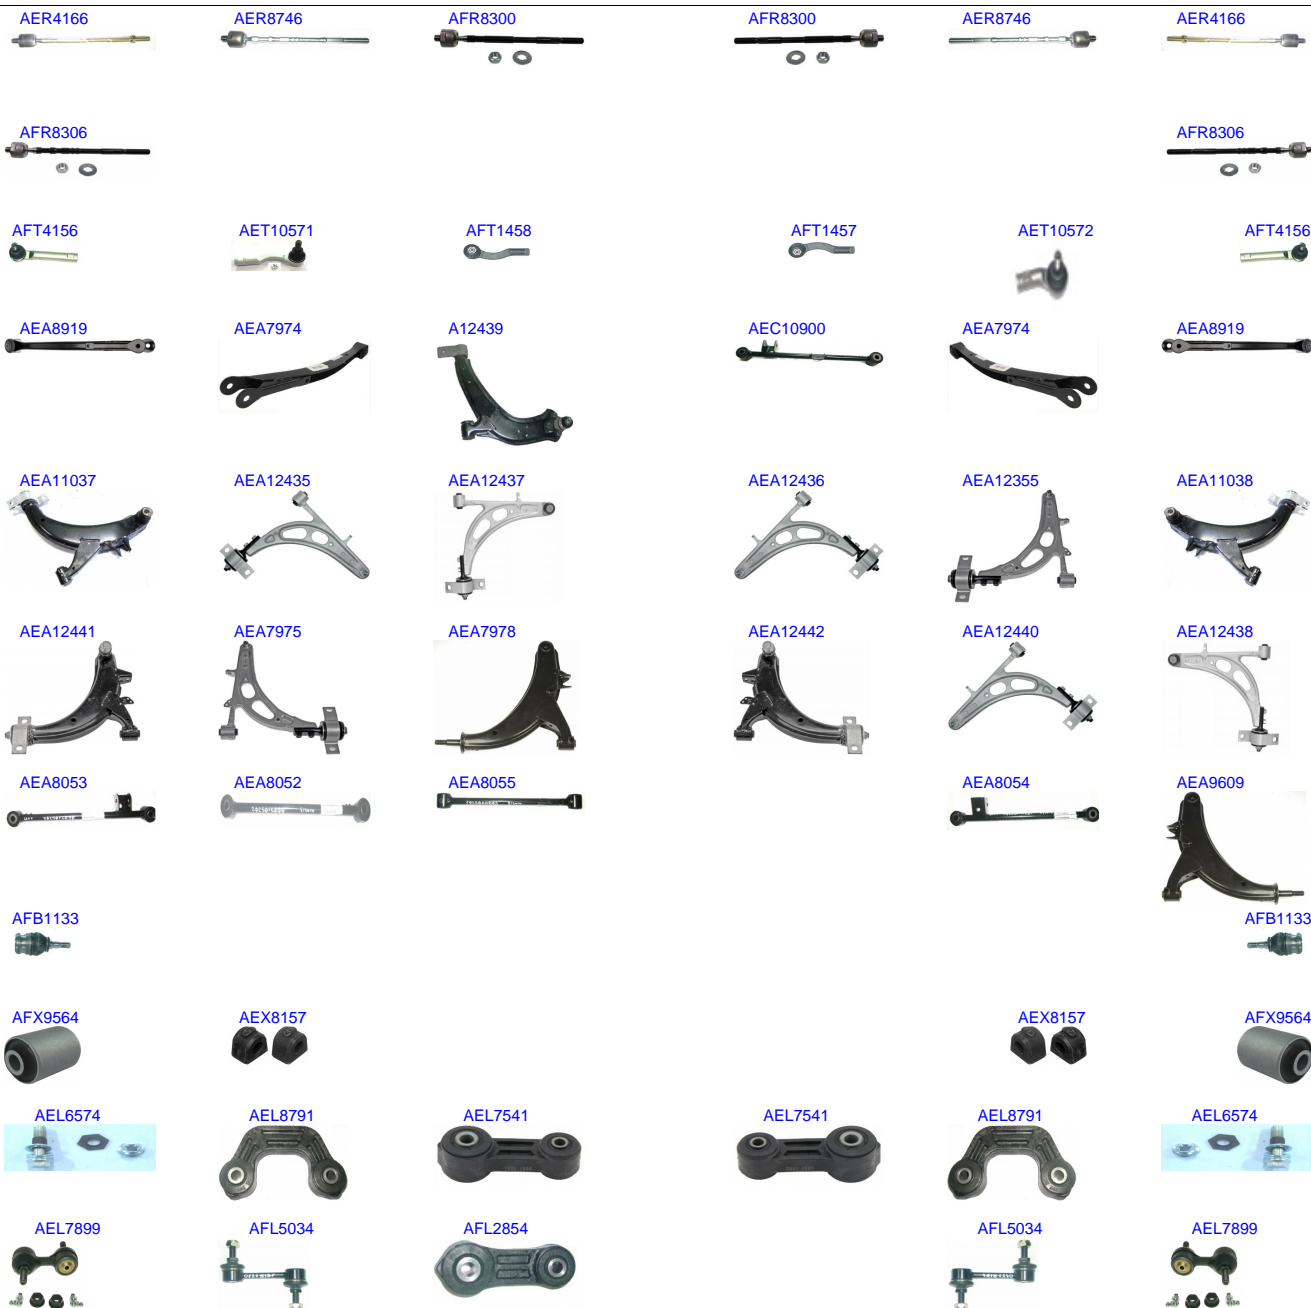 AER4166 AER8746 AFR8300 AFR8300 AER8746 AER4166
AFR8306 AFR8306
AFT4156 AET10571 AFT1458 AFT1457 AET10572 AFT4156
AEA8919 AEA7974 A12439 AEC10900 AEA7974 AEA8919
AEA11037 AEA12435 AEA12437 AEA12436 AEA12355 AEA11038
AEA12441 AEA7975 AEA7978 AEA12442 AEA12440 AEA12438
AEA8053 AEA8052 AEA8055 AEA8054 AEA9609
AFB1133 AFB1133
AFX9564 AEX8157 AEX8157 AFX9564
AEL6574 AEL8791 AEL7541 AEL7541 AEL8791 AEL6574
AEL7899 AFL5034 AFL2854 AFL5034 AEL7899